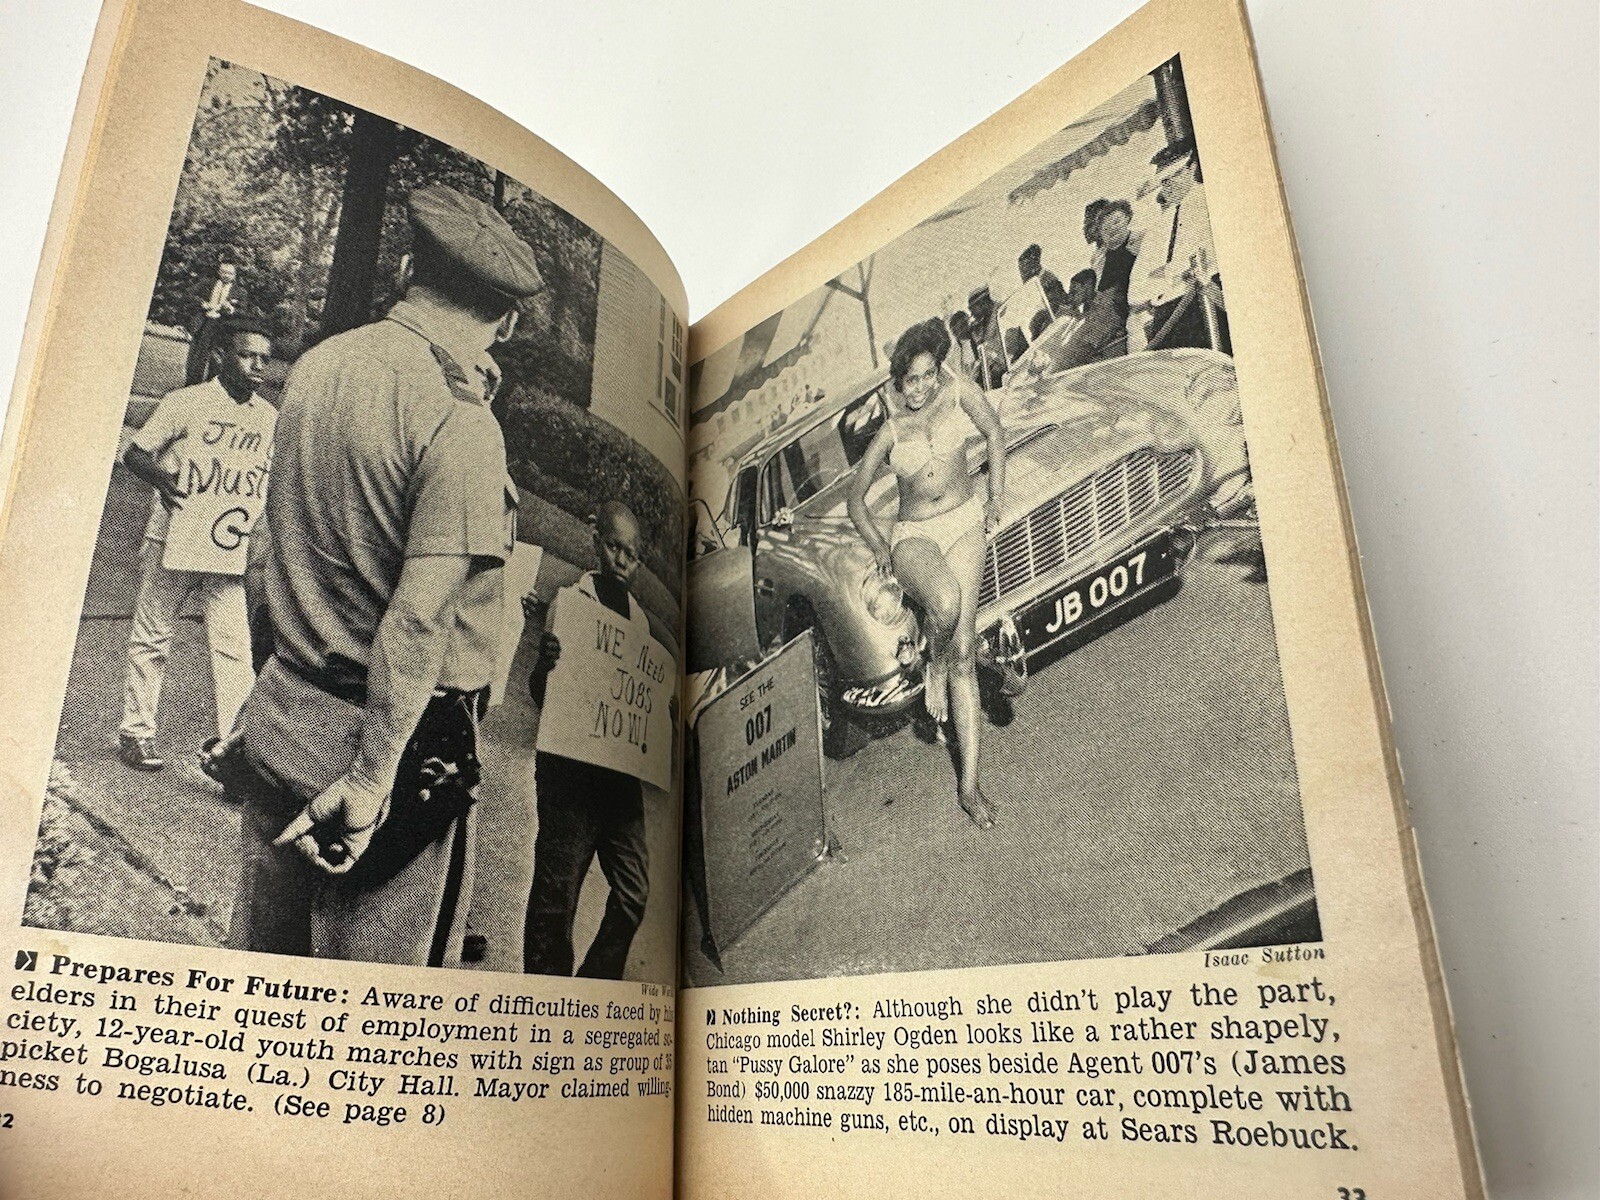 Jim
Must
G
WE NEED
JOBS
NOW!
Wide
Prepares For Future: Aware of difficulties faced by his
elders in their quest of employment in a segregated so-
ciety, 12-year-old youth marches with sign as group of 35
picket Bogalusa (La.) City Hall. Mayor claimed willing-
ness to negotiate. (See page 8)
JB 007
SEE THE
007
ASTON MARTIN
Isaac Sutton
Nothing Secret?: Although she didn't play the part,
Chicago model Shirley Ogden looks like a rather shapely,
tan "Pussy Galore" as she poses beside Agent 007's (James
Bond) $50,000 snazzy 185-mile-an-hour car, complete with
hidden machine guns, etc., on display at Sears Roebuck.
33